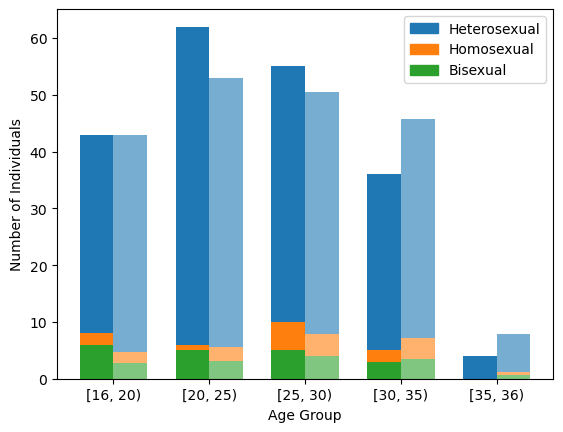 Heterosexual
Homosexual
Bisexual
Number of Individuals
60
50
40
30
20
10
0
[16, 20) [20, 25) [25, 30) [30, 35) [35, 36)
Age Group